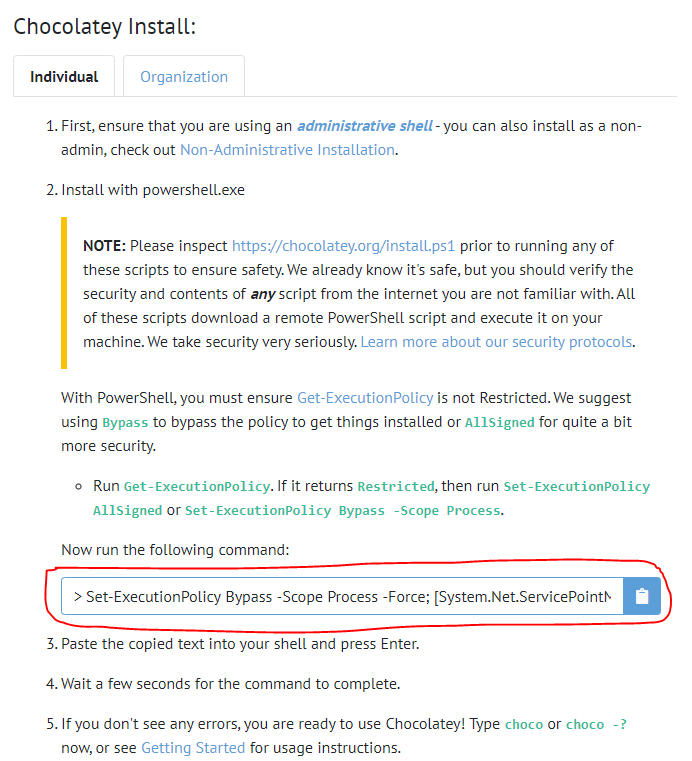 Chocolatey Install:
Individual
Organization
1. First, ensure that you are using an administrative shell - you can also install as a non-
admin, check out Non-Administrative Installation.
2. Install with powershell.exe
NOTE: Please inspect https://chocolatey.org/install.ps1 prior to running any of
these scripts to ensure safety. We already know it's safe, but you should verify the
security and contents of any script from the internet you are not familiar with. All
of these scripts download a remote PowerShell script and execute it on your
machine. We take security very seriously. Learn more about our security protocols.
With PowerShell, you must ensure Get-ExecutionPolicy is not Restricted. We suggest
using Bypass to bypass the policy to get things installed or AllSigned for quite a bit
more security.
Run Get-ExecutionPolicy. If it returns Restricted, then run Set-ExecutionPolicy
AllSigned or Set-ExecutionPolicy Bypass -Scope Process.
Now run the following command:
> Set-ExecutionPolicy Bypass -Scope Process -Force; [System.Net.ServicePointM
3. Paste the copied text into your shell and press Enter.
4. Wait a few seconds for the command to complete.
5. If you don't see any errors, you are ready to use Chocolatey! Type choco or choco -?
now, or see Getting Started for usage instructions.